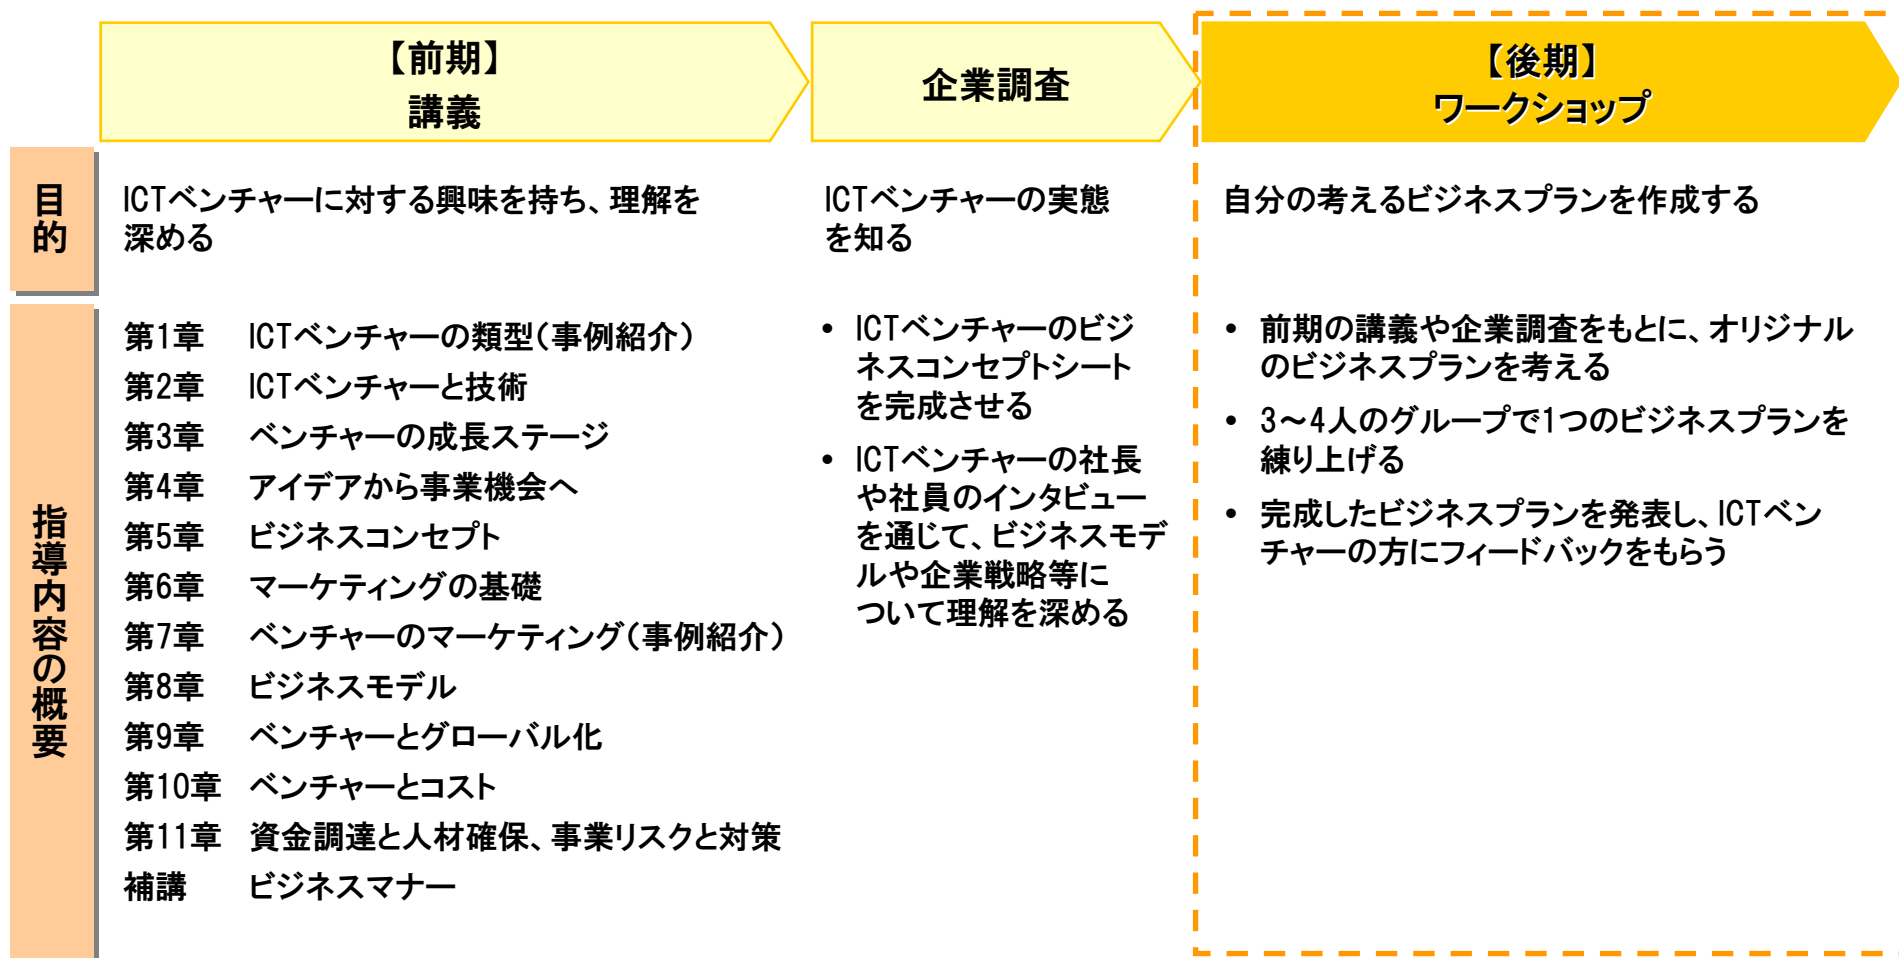 【前期】
講義
企業調査
【後期】
ワークショップ
目的
ICTベンチャーに対する興味を持ち、理解を
深める
ICTベンチャーの実態
を知る
自分の考えるビジネスプランを作成する
指導内容の概要
第1章 ICTベンチャーの類型(事例紹介)
第2章 ICTベンチャーと技術
第3章 ベンチャーの成長ステージ
第4章 アイデアから事業機会へ
第5章 ビジネスコンセプト
第6章 マーケティングの基礎
第7章 ベンチャーのマーケティング(事例紹介)
第8章 ビジネスモデル
第9章 ベンチャーとグローバル化
第10章 ベンチャーとコスト
第11章 資金調達と人材確保、事業リスクと対策
補講 ビジネスマナー
• ICTベンチャーのビジ
ネスコンセプトシート
を完成させる
• ICTベンチャーの社長
や社員のインタビュー
を通じて、ビジネスモデ
ルや企業戦略等に
ついて理解を深める
• 前期の講義や企業調査をもとに、オリジナル
のビジネスプランを考える
• 3～4人のグループで1つのビジネスプランを
練り上げる
• 完成したビジネスプランを発表し、ICTベン
チャーの方にフィードバックをもらう